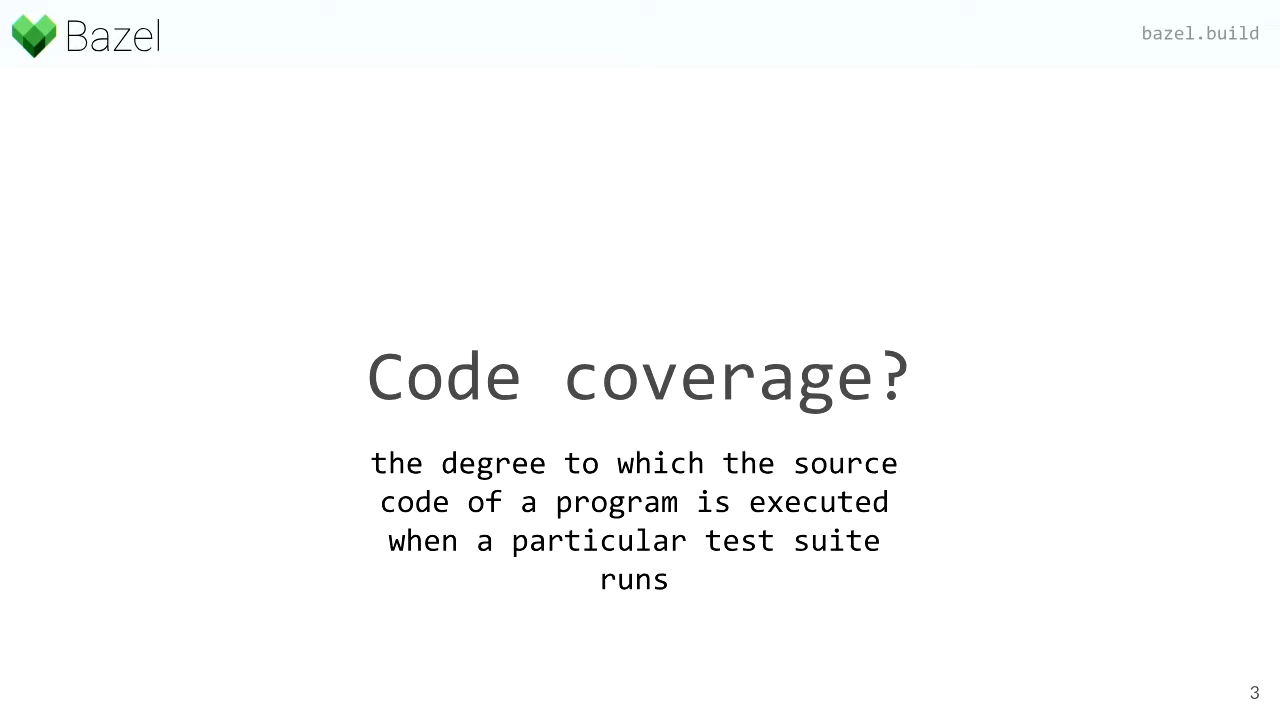 Bazel
bazel.build
Code coverage?
the degree to which the source
code of a program is executed
when a particular test suite
runs
3